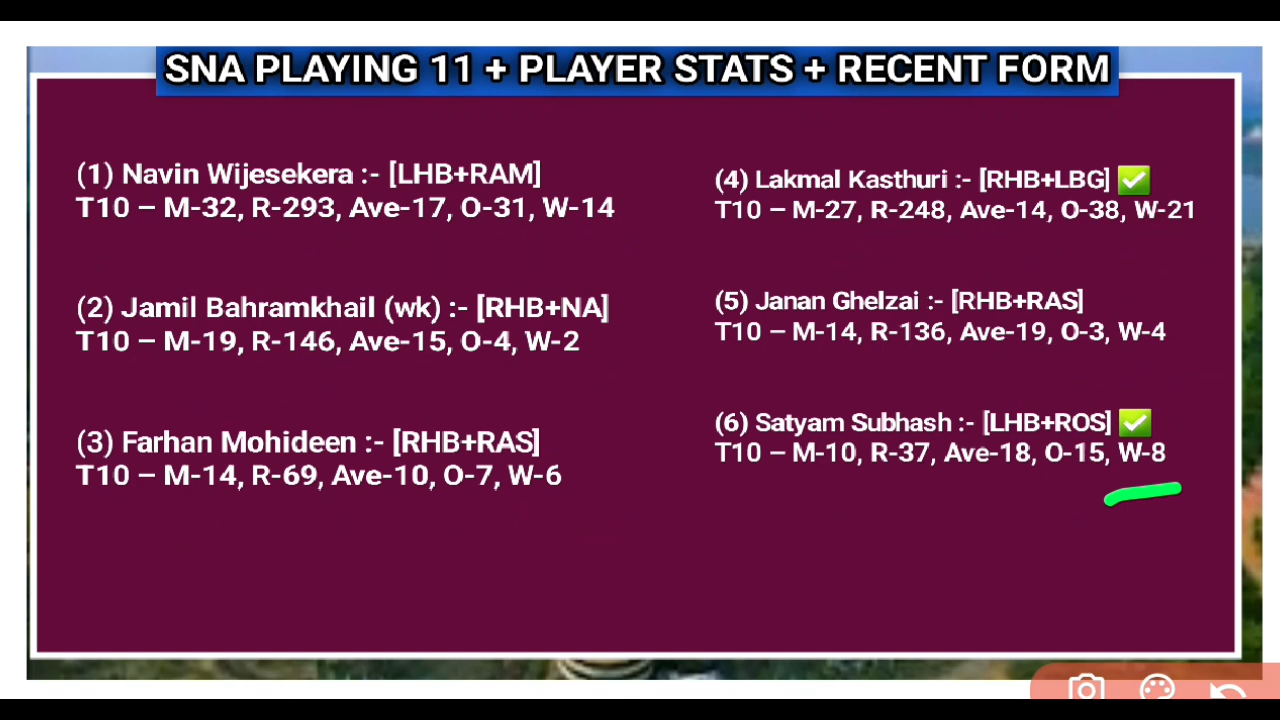 SNA PLAYING 11 + PLAYER STATS + RECENT FORM
(1) Navin Wijesekera :- [LHB+RAM]
T10 – M-32, R-293, Ave-17, O-31, W-14
(2) Jamil Bahramkhail (wk) :- [RHB+NA]
T10 – M-19, R-146, Ave-15, O-4, W-2
(3) Farhan Mohideen :- [RHB+RAS]
T10 – M-14, R-69, Ave-10, O-7, W-6
(4) Lakmal Kasthuri :- [RHB+LBG] ✅
T10 – M-27, R-248, Ave-14, O-38, W-21
(5) Janan Ghelzai :- [RHB+RAS]
T10 – M-14, R-136, Ave-19, O-3, W-4
(6) Satyam Subhash :- [LHB+ROS] ✅
T10 – M-10, R-37, Ave-18, O-15, W-8